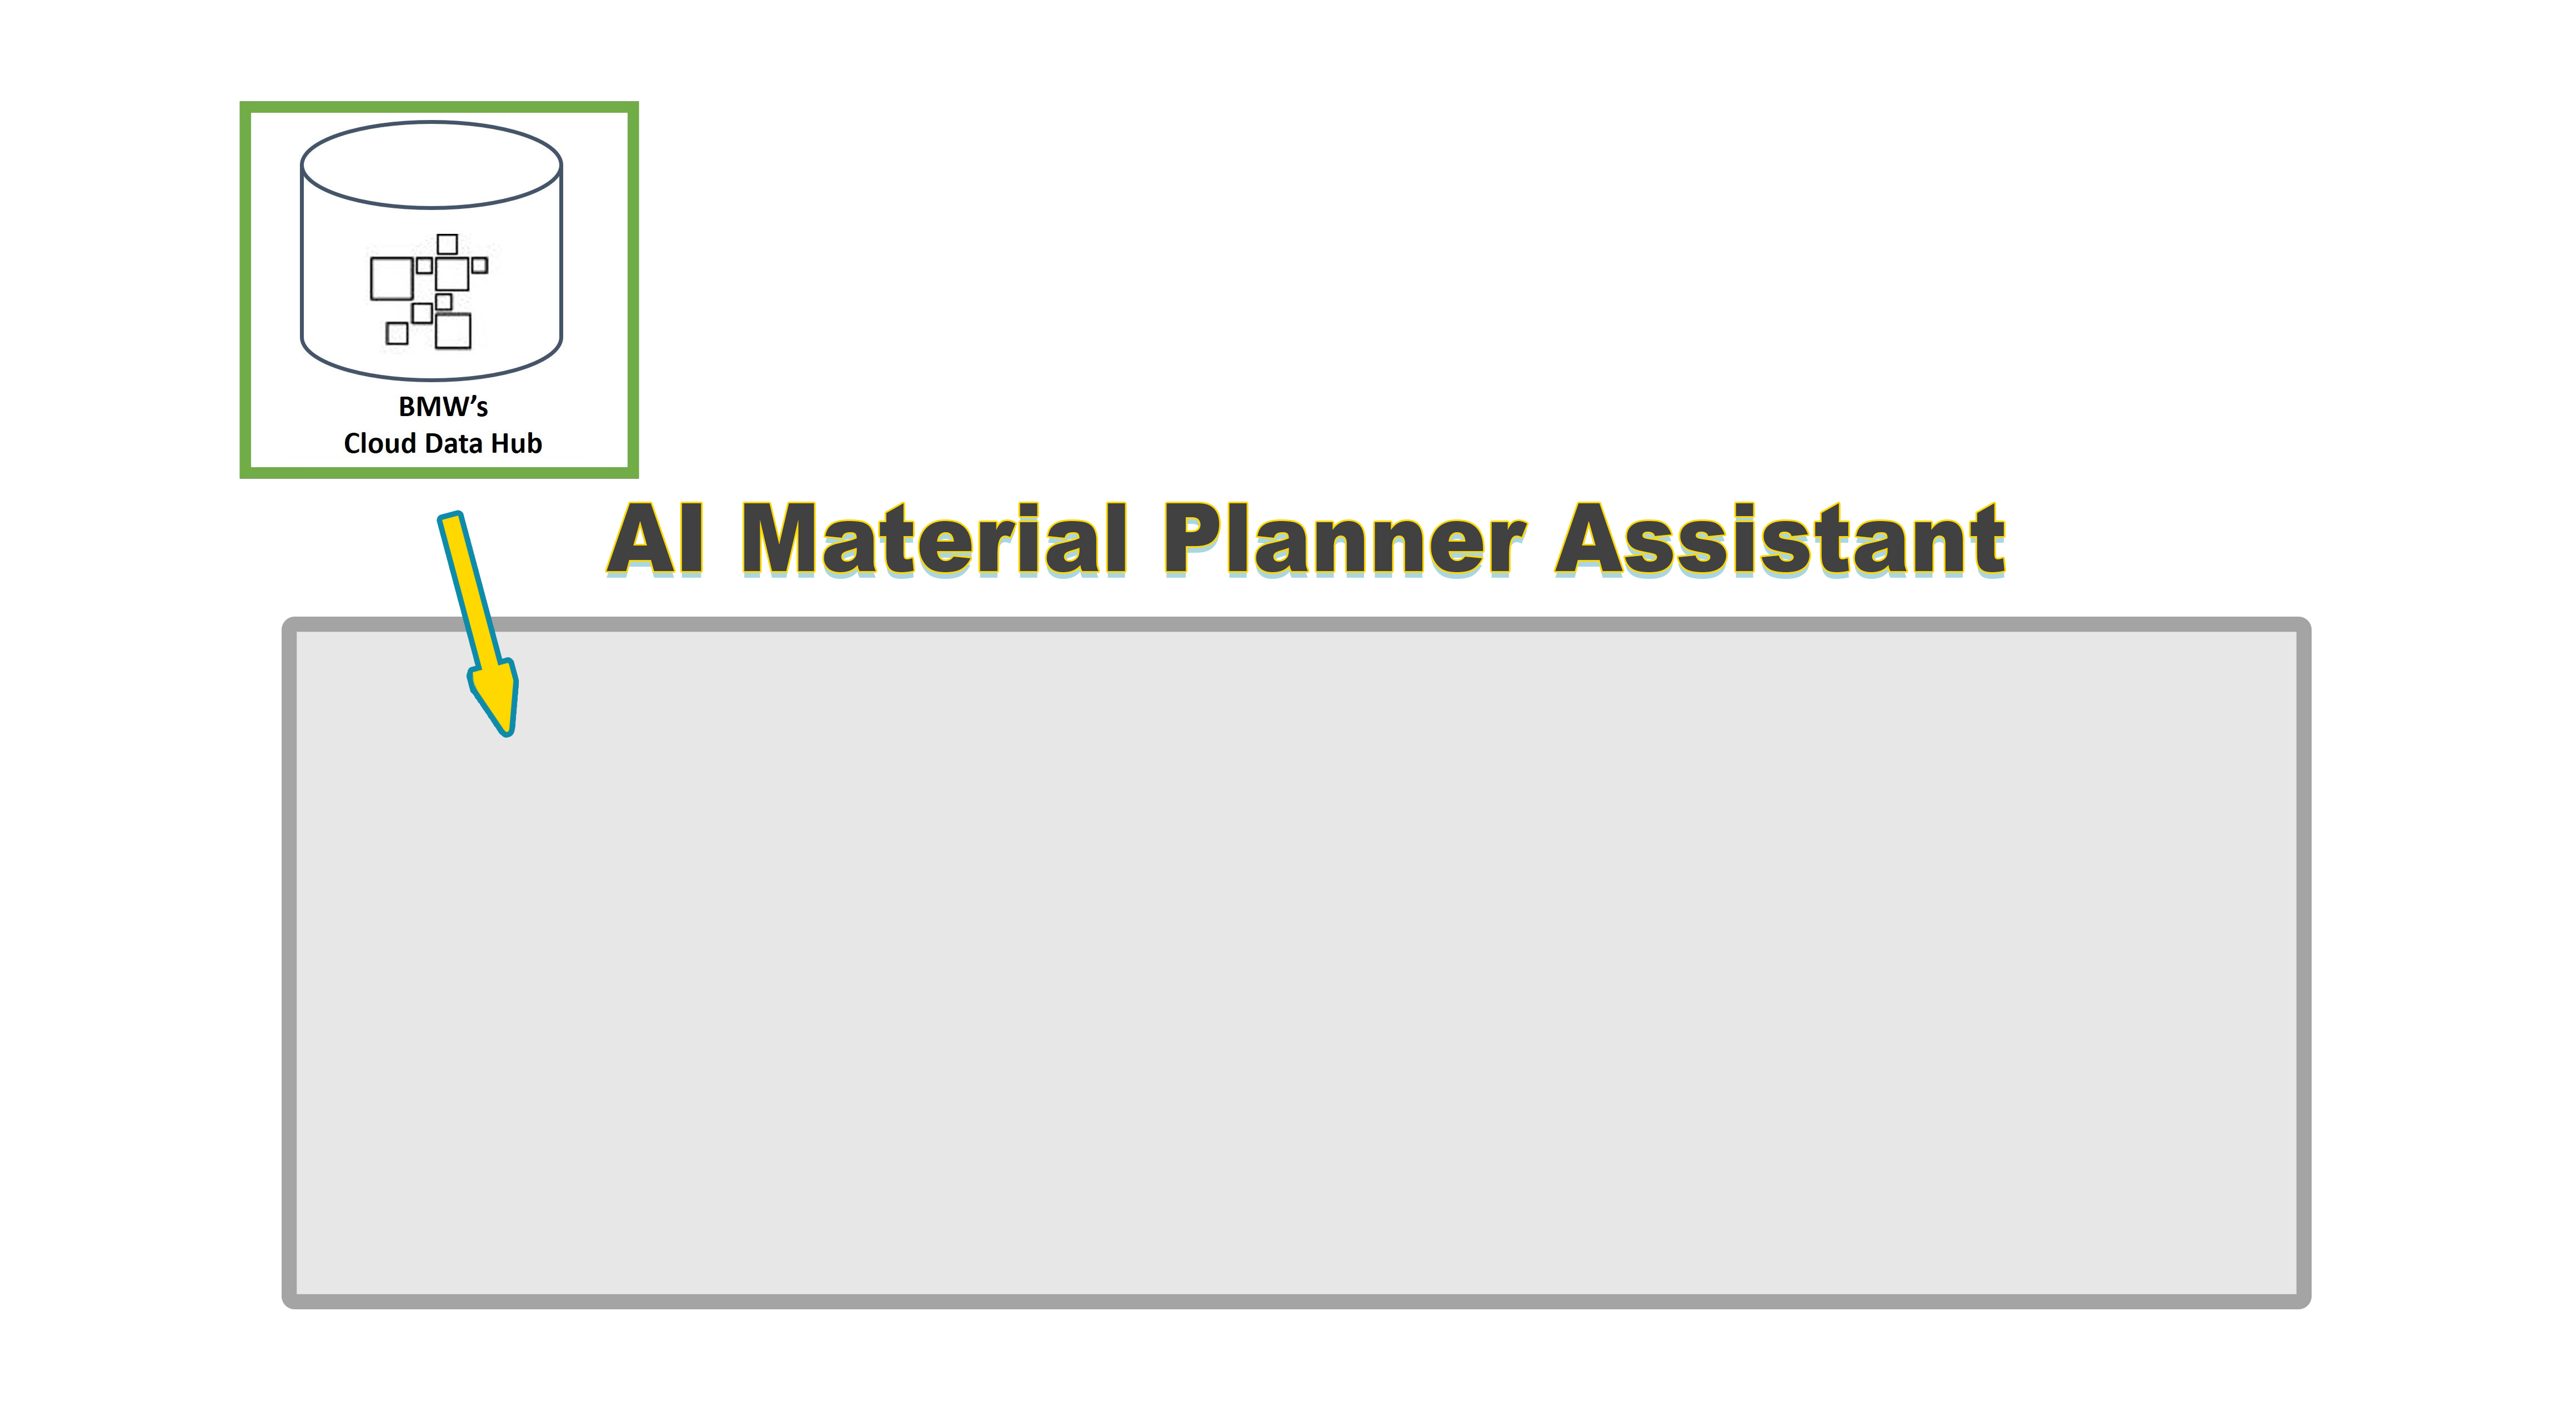 BMW’s
Cloud Data Hub
AI Material Planner Assistant